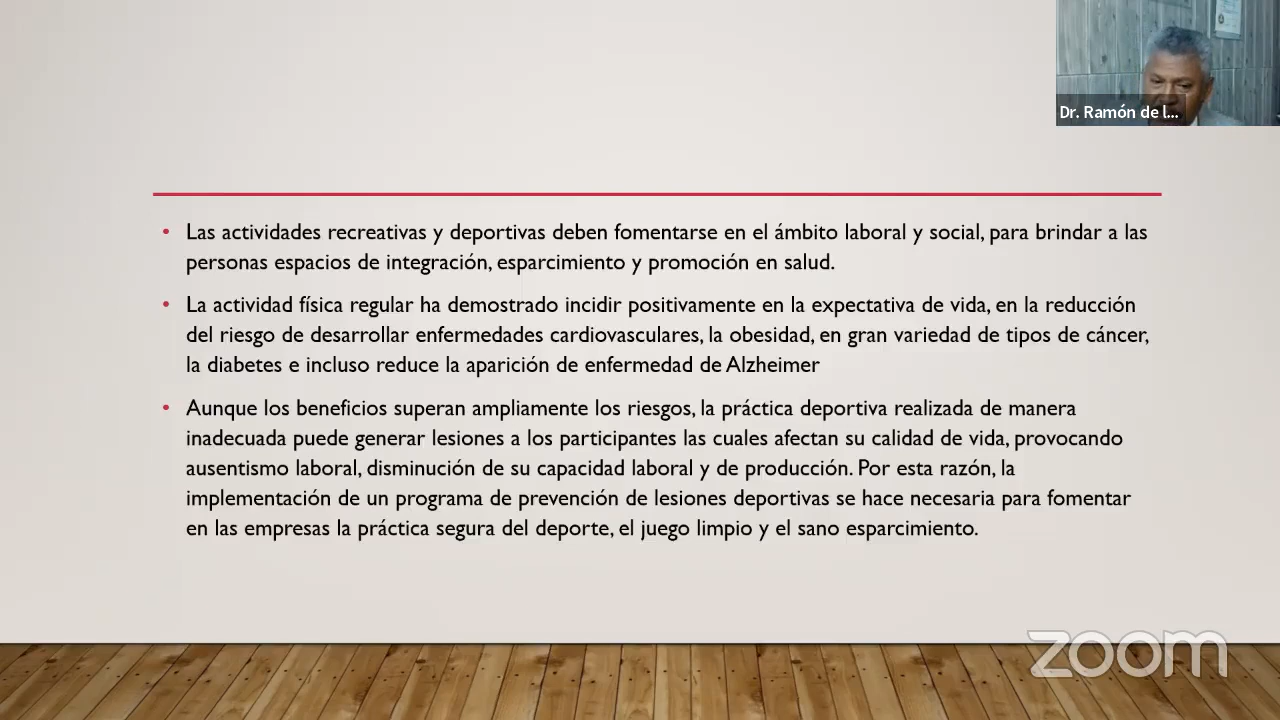 Dr. Ramón de l...
• Las actividades recreativas y deportivas deben fomentarse en el ámbito laboral y social, para brindar a las
personas espacios de integración, esparcimiento y promoción en salud.
• La actividad física regular ha demostrado incidir positivamente en la expectativa de vida, en la reducción
del riesgo de desarrollar enfermedades cardiovasculares, la obesidad, en gran variedad de tipos de cáncer,
la diabetes e incluso reduce la aparición de enfermedad de Alzheimer
• Aunque los beneficios superan ampliamente los riesgos, la práctica deportiva realizada de manera
inadecuada puede generar lesiones a los participantes las cuales afectan su calidad de vida, provocando
ausentismo laboral, disminución de su capacidad laboral y de producción. Por esta razón, la
implementación de un programa de prevención de lesiones deportivas se hace necesaria para fomentar
en las empresas la práctica segura del deporte, el juego limpio y el sano esparcimiento.
zoom